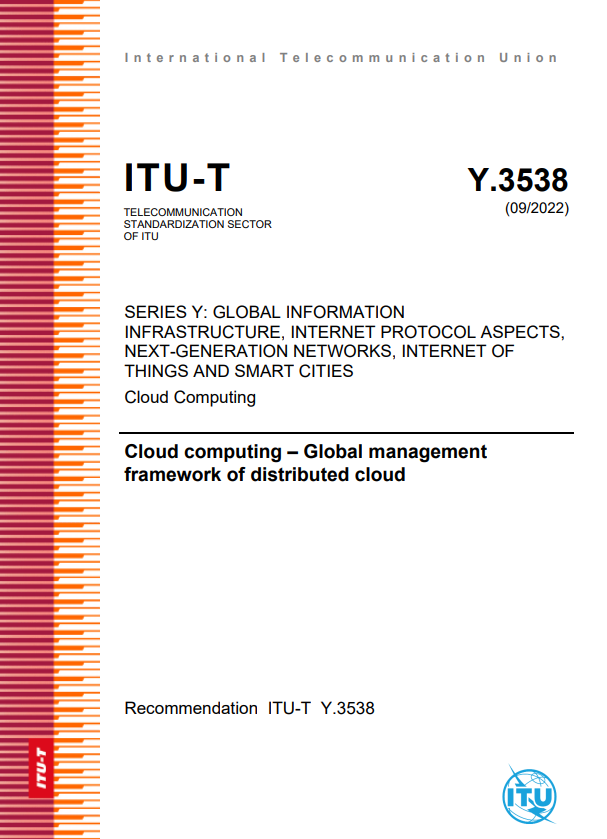 International Telecommunication Union
ITU-T
Y.3538
TELECOMMUNICATION
STANDARDIZATION SECTOR
OF ITU
(09/2022)
SERIES Y: GLOBAL INFORMATION
INFRASTRUCTURE, INTERNET PROTOCOL ASPECTS,
NEXT-GENERATION NETWORKS, INTERNET OF
THINGS AND SMART CITIES
Cloud Computing
Cloud computing – Global management
framework of distributed cloud
Recommendation ITU-T Y.3538
ITU-T
ITU